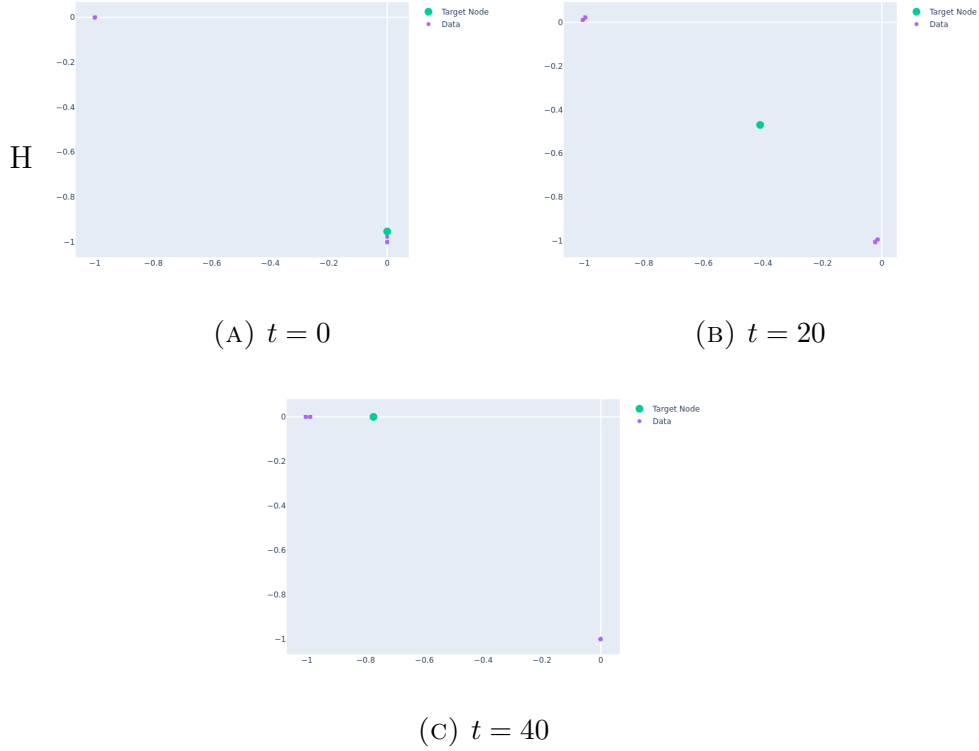 0
−0.2
−0.4
−0.6
−0.8
−1
−1 −0.8 −0.6 −0.4 −0.2 0
Target Node
Data
H
(A) t = 0
0
−0.2
−0.4
−0.6
−0.8
−1
−1 −0.8 −0.6 −0.4 −0.2 0
Target Node
Data
(B) t = 20
0
−0.2
−0.4
−0.6
−0.8
−1
−1 −0.8 −0.6 −0.4 −0.2 0
Target Node
Data
(C) t = 40